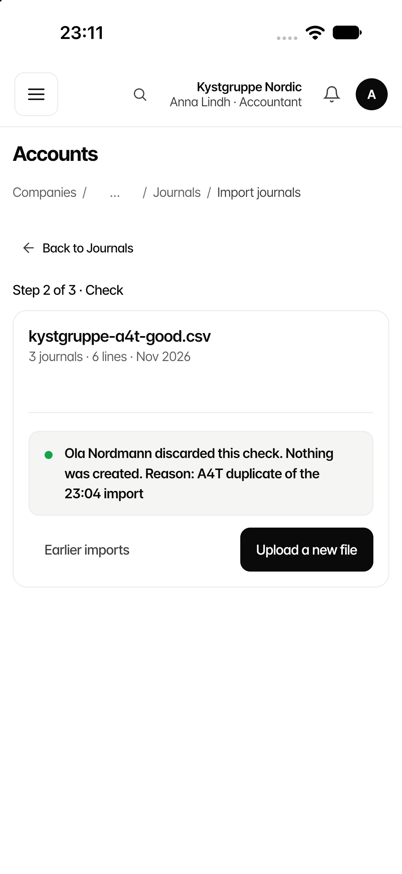 23:11
Kystgruppe Nordic
Anna Lindh · Accountant
A
Accounts
Companies / ... / Journals / Import journals
Back to Journals
Step 2 of 3 · Check
kystgruppe-a4t-good.csv
3 journals · 6 lines · Nov 2026
Ola Nordmann discarded this check. Nothing
was created. Reason: A4T duplicate of the
23:04 import
Earlier imports
Upload a new file